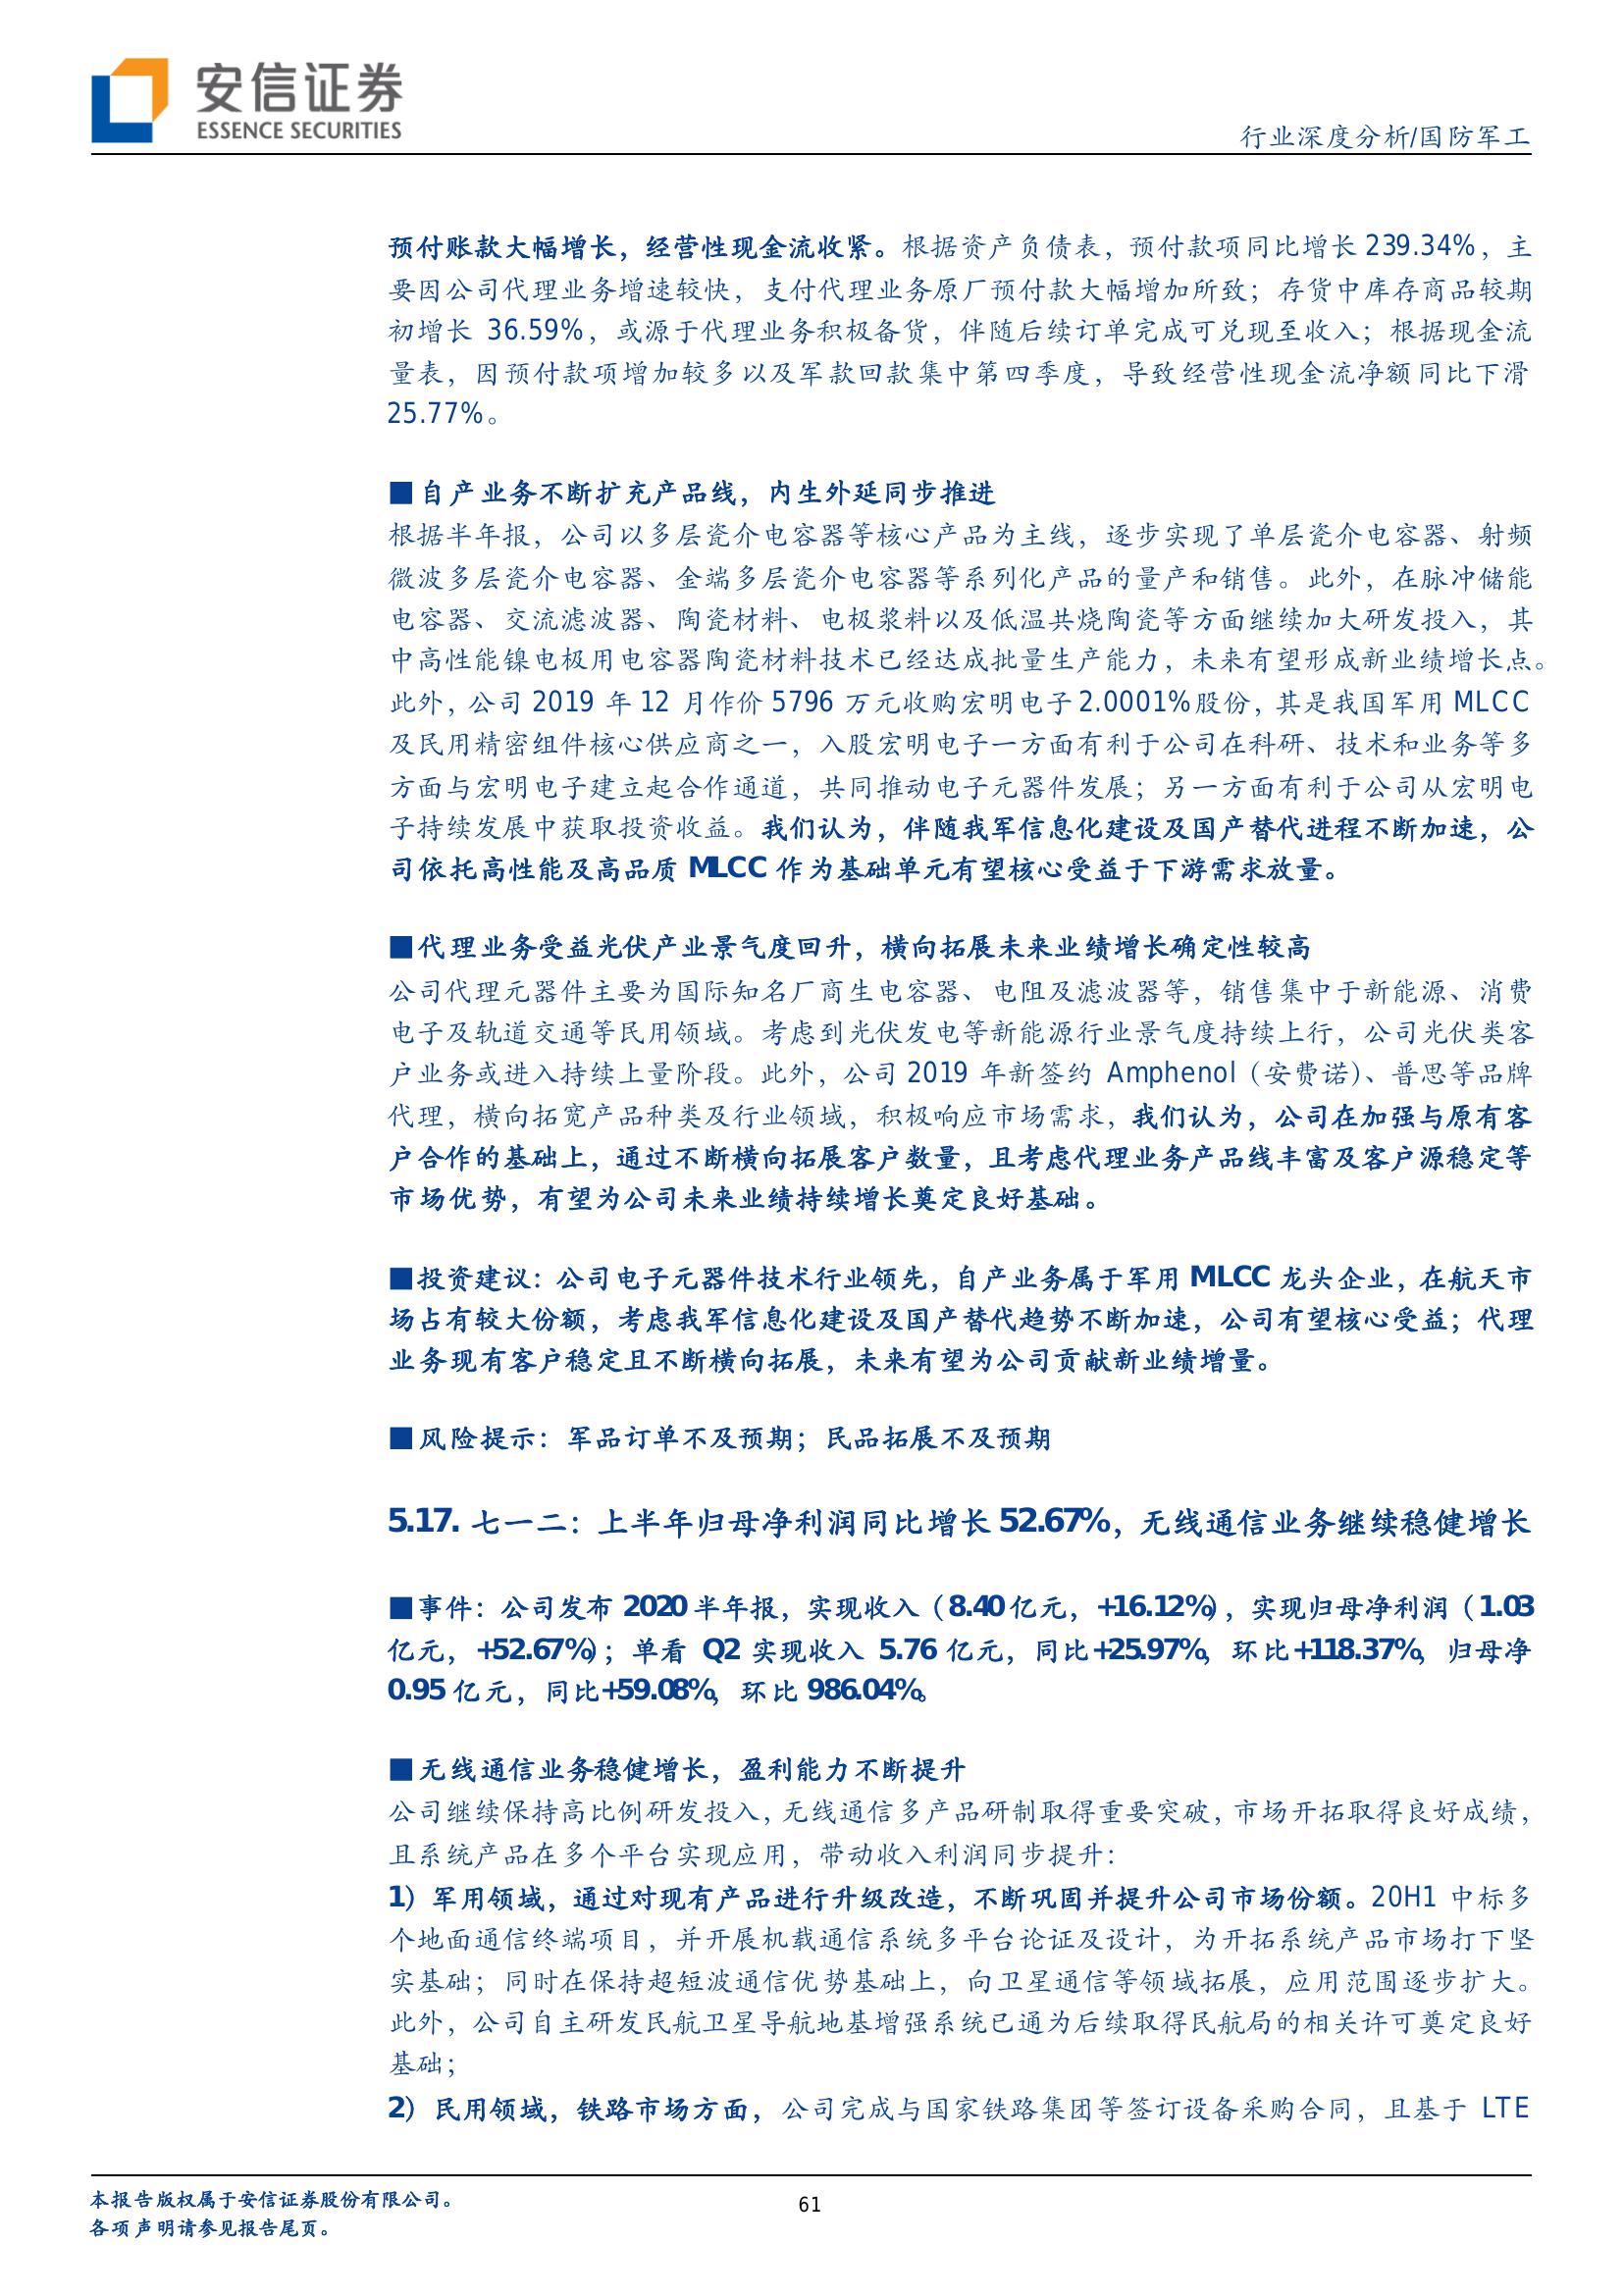 安信证券
ESSENCE SECURITIES
行业深度分析/国防军工
预付账款大幅增长，经营性现金流收紧。根据资产负债表，预付款项同比增长 239.34%，主
要因公司代理业务增速较快，支付代理业务原厂预付款大幅增加所致；存货中库存商品较期
初增长 36.59%，或源于代理业务积极备货，伴随后续订单完成可兑现至收入；根据现金流
量表，因预付款项增加较多以及军款回款集中第四季度，导致经营性现金流净额同比下滑
25.77%。
■自产业务不断扩充产品线，内生外延同步推进
根据半年报，公司以多层瓷介电容器等核心产品为主线，逐步实现了单层瓷介电容器、射频
微波多层瓷介电容器、金端多层瓷介电容器等系列化产品的量产和销售。此外，在脉冲储能
电容器、交流滤波器、陶瓷材料、电极浆料以及低温共烧陶瓷等方面继续加大研发投入，其
中高性能镍电极用电容器陶瓷材料技术已经达成批量生产能力，未来有望形成新业绩增长点。
此外，公司 2019 年 12 月作价 5796 万元收购宏明电子 2.0001%股份，其是我国军用 MLCC
及民用精密组件核心供应商之一，入股宏明电子一方面有利于公司在科研、技术和业务等多
方面与宏明电子建立起合作通道，共同推动电子元器件发展；另一方面有利于公司从宏明电
子持续发展中获取投资收益。我们认为，伴随我军信息化建设及国产替代进程不断加速，公
司依托高性能及高品质 MLCC 作为基础单元有望核心受益于下游需求放量。
■代理业务受益光伏产业景气度回升，横向拓展未来业绩增长确定性较高
公司代理元器件主要为国际知名厂商生电容器、电阻及滤波器等，销售集中于新能源、消费
电子及轨道交通等民用领域。考虑到光伏发电等新能源行业景气度持续上行，公司光伏类客
户业务或进入持续上量阶段。此外，公司 2019 年新签约 Amphenol（安费诺）、普思等品牌
代理，横向拓宽产品种类及行业领域，积极响应市场需求，我们认为，公司在加强与原有客
户合作的基础上，通过不断横向拓展客户数量，且考虑代理业务产品线丰富及客户源稳定等
市场优势，有望为公司未来业绩持续增长奠定良好基础。
■投资建议：公司电子元器件技术行业领先，自产业务属于军用 MLCC 龙头企业，在航天市
场占有较大份额，考虑我军信息化建设及国产替代趋势不断加速，公司有望核心受益；代理
业务现有客户稳定且不断横向拓展，未来有望为公司贡献新业绩增量。
■风险提示：军品订单不及预期；民品拓展不及预期
5.17. 七一二：上半年归母净利润同比增长 52.67%，无线通信业务继续稳健增长
■事件：公司发布 2020 半年报，实现收入（8.40 亿元，+16.12%），实现归母净利润（1.03
亿元，+52.67%）；单看 Q2 实现收入 5.76 亿元，同比+25.97%，环比+118.37%，归母净
0.95 亿元，同比+59.08%，环比 986.04%。
■无线通信业务稳健增长，盈利能力不断提升
公司继续保持高比例研发投入，无线通信多产品研制取得重要突破，市场开拓取得良好成绩，
且系统产品在多个平台实现应用，带动收入利润同步提升：
1）军用领域，通过对现有产品进行升级改造，不断巩固并提升公司市场份额。20H1 中标多
个地面通信终端项目，并开展机载通信系统多平台论证及设计，为开拓系统产品市场打下坚
实基础；同时在保持超短波通信优势基础上，向卫星通信等领域拓展，应用范围逐步扩大。
此外，公司自主研发民航卫星导航地基增强系统已通为后续取得民航局的相关许可奠定良好
基础；
2）民用领域，铁路市场方面，公司完成与国家铁路集团等签订设备采购合同，且基于 LTE
本报告版权属于安信证券股份有限公司。
61
各项声明请参见报告尾页。